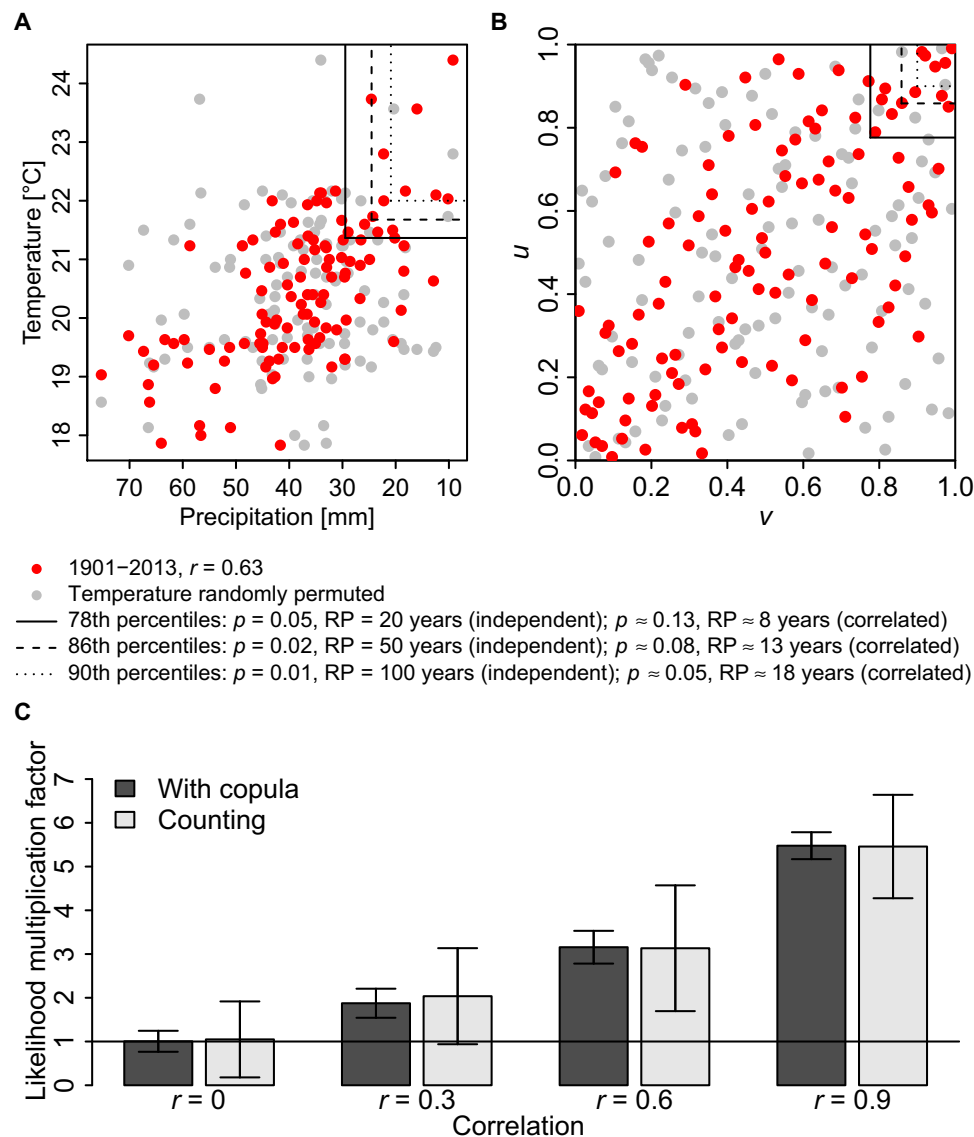 A
B
Temperature [°C]
24
23
22
21
20
19
18
70 60 50 40 30 20 10
Precipitation [mm]
u
1.0
0.8
0.6
0.4
0.2
0.0
0.0 0.2 0.4 0.6 0.8 1.0
v
1901−2013, r = 0.63
Temperature randomly permuted
78th percentiles: p = 0.05, RP = 20 years (independent); p ≈ 0.13, RP ≈ 8 years (correlated)
86th percentiles: p = 0.02, RP = 50 years (independent); p ≈ 0.08, RP ≈ 13 years (correlated)
90th percentiles: p = 0.01, RP = 100 years (independent); p ≈ 0.05, RP ≈ 18 years (correlated)
C
Likelihood multiplication factor
7
6
5
4
3
2
1
0
With copula
Counting
r = 0 r = 0.3 r = 0.6 r = 0.9
Correlation